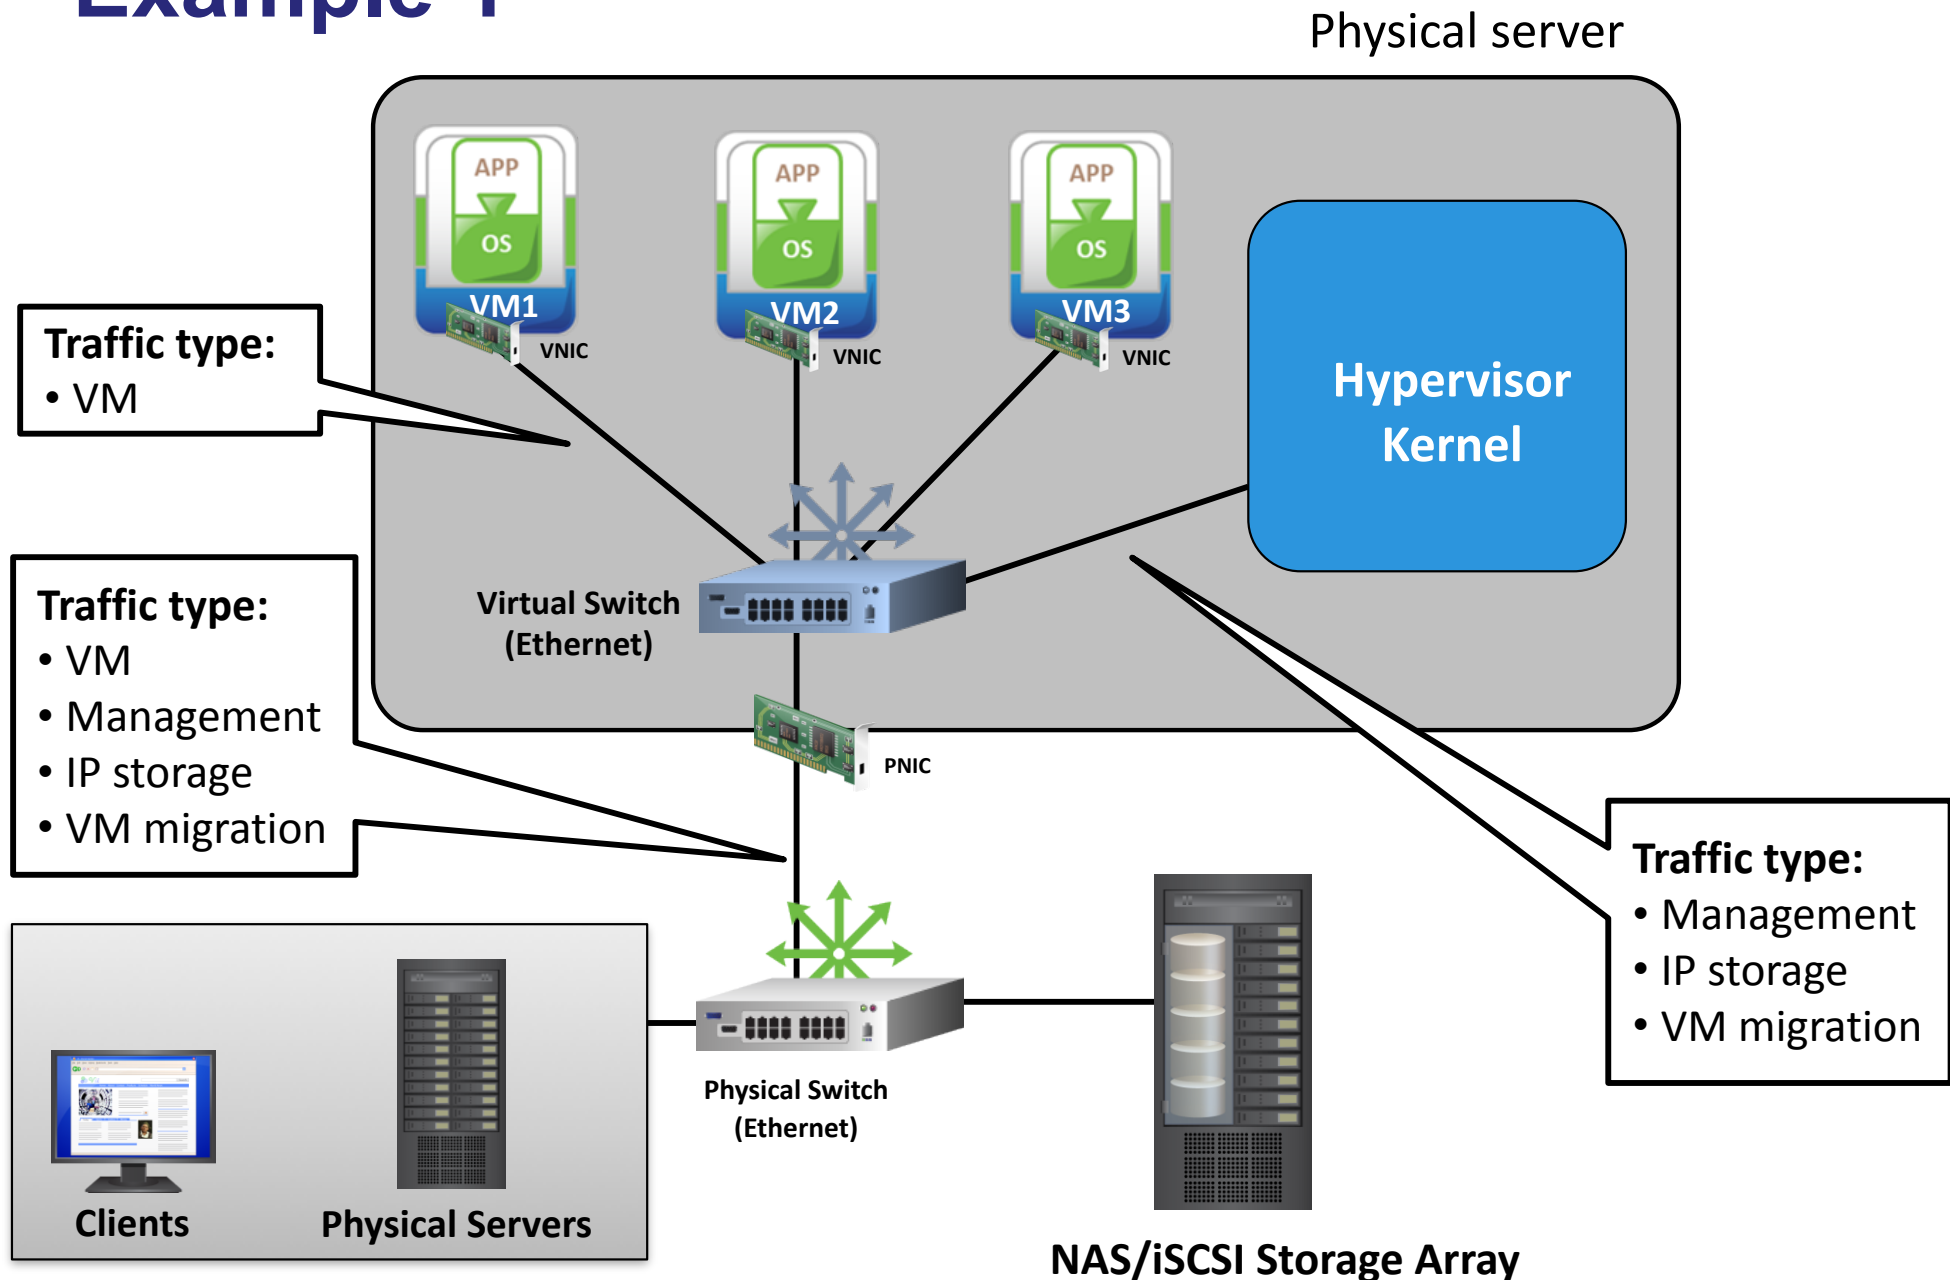 Physical server
APP
OS
VM1
VNIC
APP
OS
VM2
VNIC
APP
OS
VM3
VNIC
Hypervisor
Kernel
Traffic type:
• VM
Virtual Switch
(Ethernet)
Traffic type:
• VM
• Management
• IP storage
• VM migration
PNIC
Traffic type:
• Management
• IP storage
• VM migration
Physical Switch
(Ethernet)
Clients
Physical Servers
NAS/iSCSI Storage Array